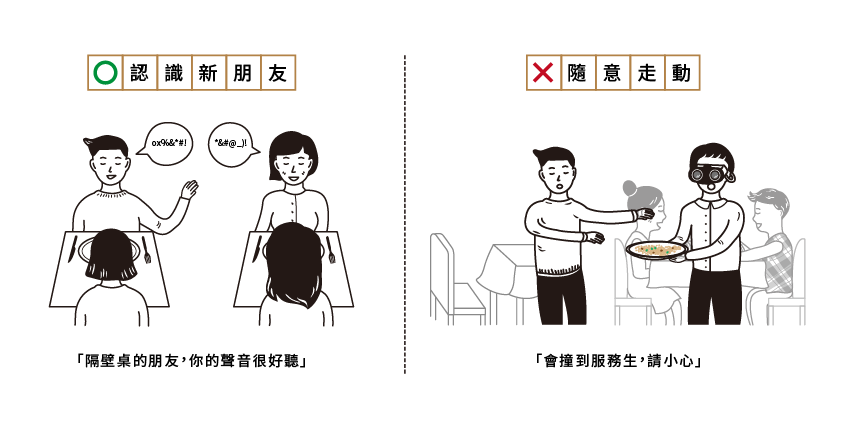 認識新朋友
ox%&*#!
*&#@_)!
「隔壁桌的朋友，你的聲音很好聽」
隨意走動
「會撞到服務生，請小心」